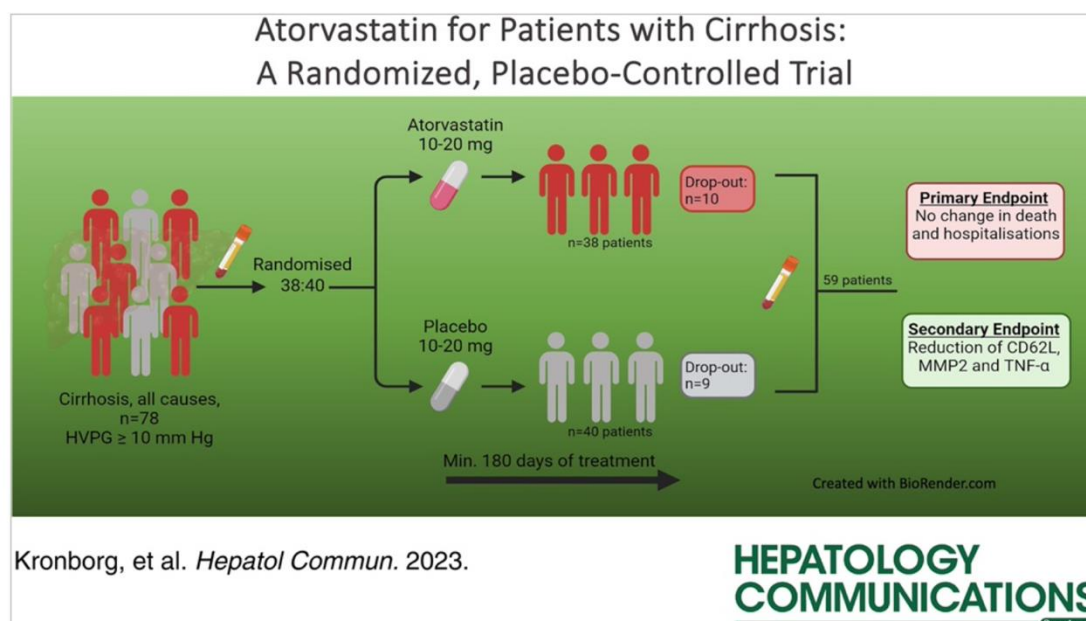 Atorvastatin for Patients with Cirrhosis:
A Randomized, Placebo-Controlled Trial
Cirrhosis, all causes,
n=78
HVPG ≥ 10 mm Hg
Randomised
38:40
Atorvastatin
10-20 mg
n=38 patients
Drop-out:
n=10
Placebo
10-20 mg
n=40 patients
Drop-out:
n=9
Min. 180 days of treatment
59 patients
Primary Endpoint
No change in death
and hospitalisations
Secondary Endpoint
Reduction of CD62L,
MMP2 and TNF-α
Created with BioRender.com
Kronborg, et al. Hepatol Commun. 2023.
HEPATOLOGY
COMMUNICATIONS